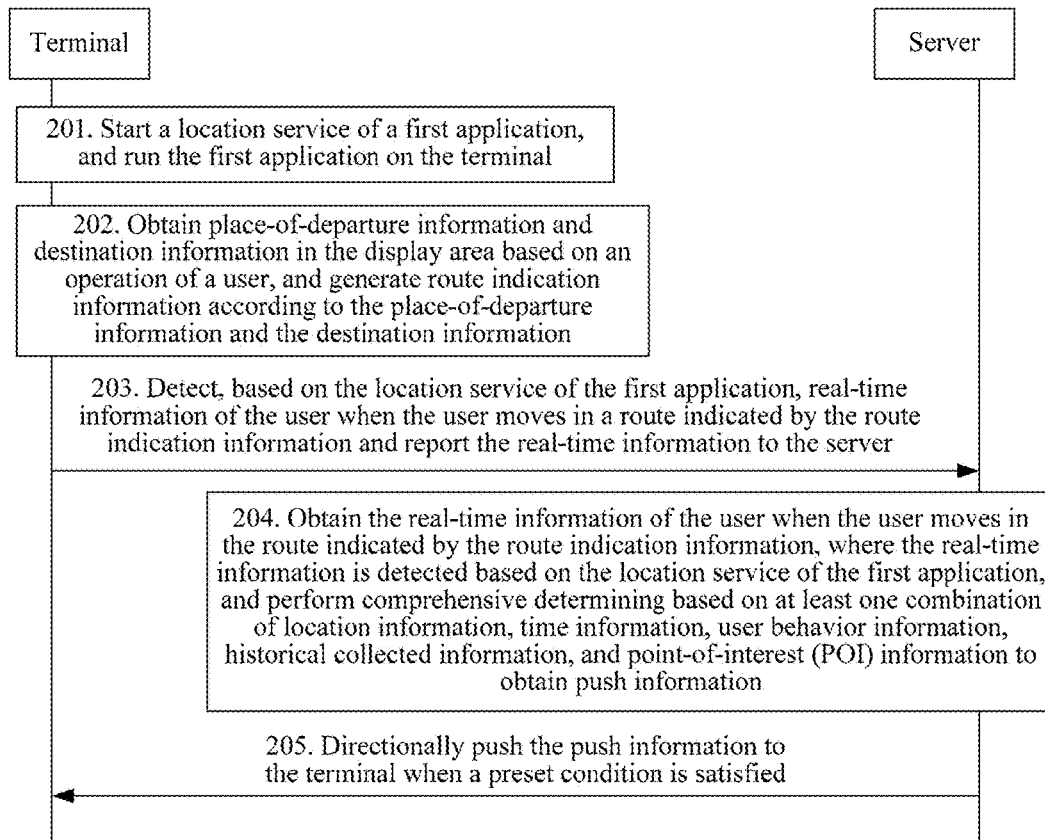 Terminal
Server
201. Start a location service of a first application,
and run the first application on the terminal
202. Obtain place-of-departure information and
destination information in the display area based on an
operation of a user, and generate route indication
information according to the place-of-departure
information and the destination information
203. Detect, based on the location service of the first application, real-time
information of the user when the user moves in a route indicated by the route
indication information and report the real-time information to the server
204. Obtain the real-time information of the user when the user moves in
the route indicated by the route indication information, where the real-time
information is detected based on the location service of the first application,
and perform comprehensive determining based on at least one combination
of location information, time information, user behavior information,
historical collected information, and point-of-interest (POI) information to
obtain push information
205. Directionally push the push information to
the terminal when a preset condition is satisfied